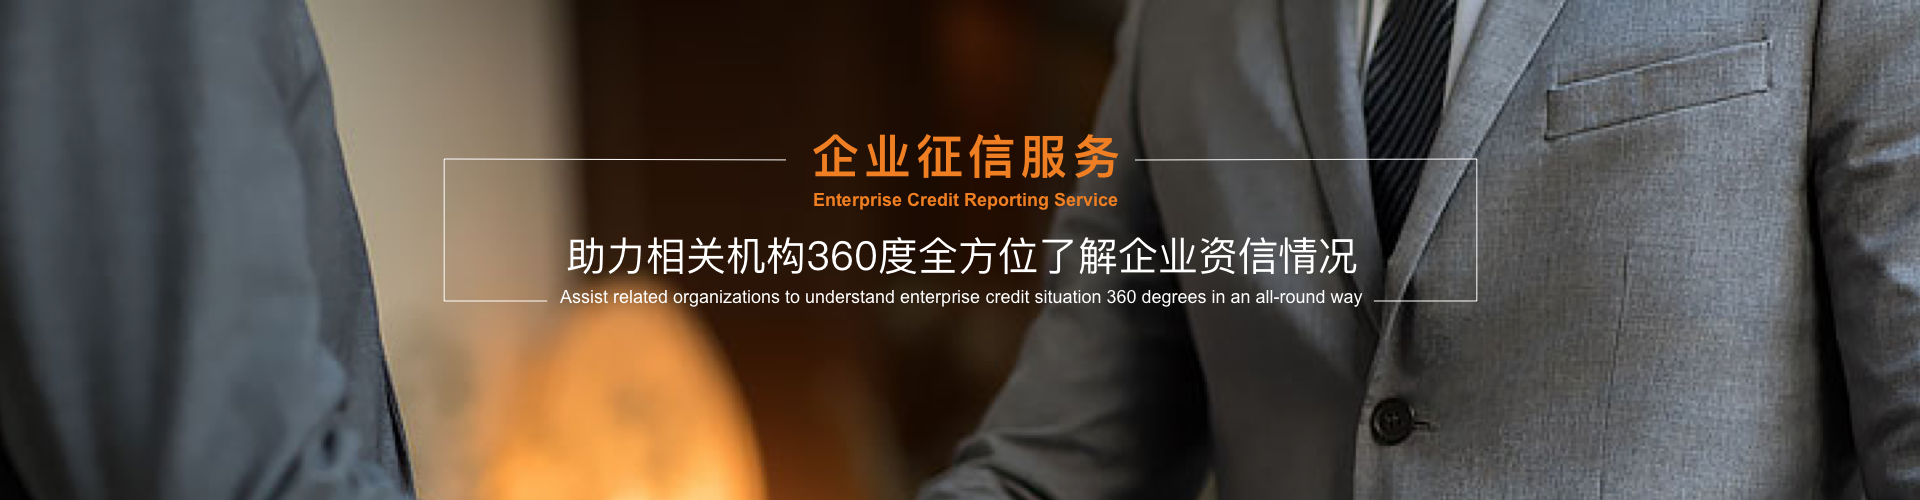 企业征信服务
Enterprise Credit Reporting Service
助力相关机构360度全方位了解企业资信情况
Assist related organizations to understand enterprise credit situation 360 degrees in an all-round way